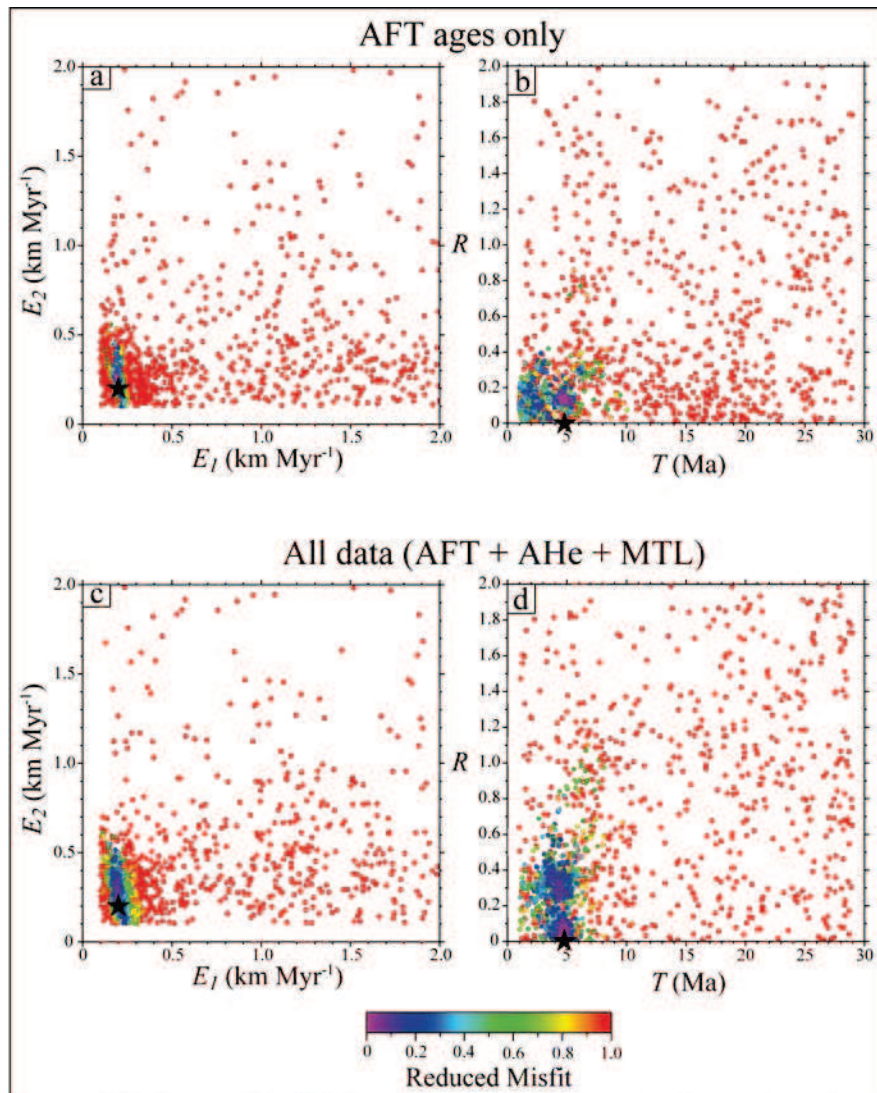 AFT ages only
a
2.0
1.5
1.0
0.5
0
E2 (km Myr-1)
0 0.5 1.0 1.5 2.0
E1 (km Myr-1)
b
2.0
1.8
1.6
1.4
1.2
1.0
0.8
0.6
0.4
0.2
0
R
0 5 10 15 20 25 30
T (Ma)
All data (AFT + AHe + MTL)
c
2.0
1.5
1.0
0.5
0
E2 (km Myr-1)
0 0.5 1.0 1.5 2.0
E1 (km Myr-1)
d
2.0
1.8
1.6
1.4
1.2
1.0
0.8
0.6
0.4
0.2
0
R
0 5 10 15 20 25 30
T (Ma)
0 0.2 0.4 0.6 0.8 1.0
Reduced Misfit